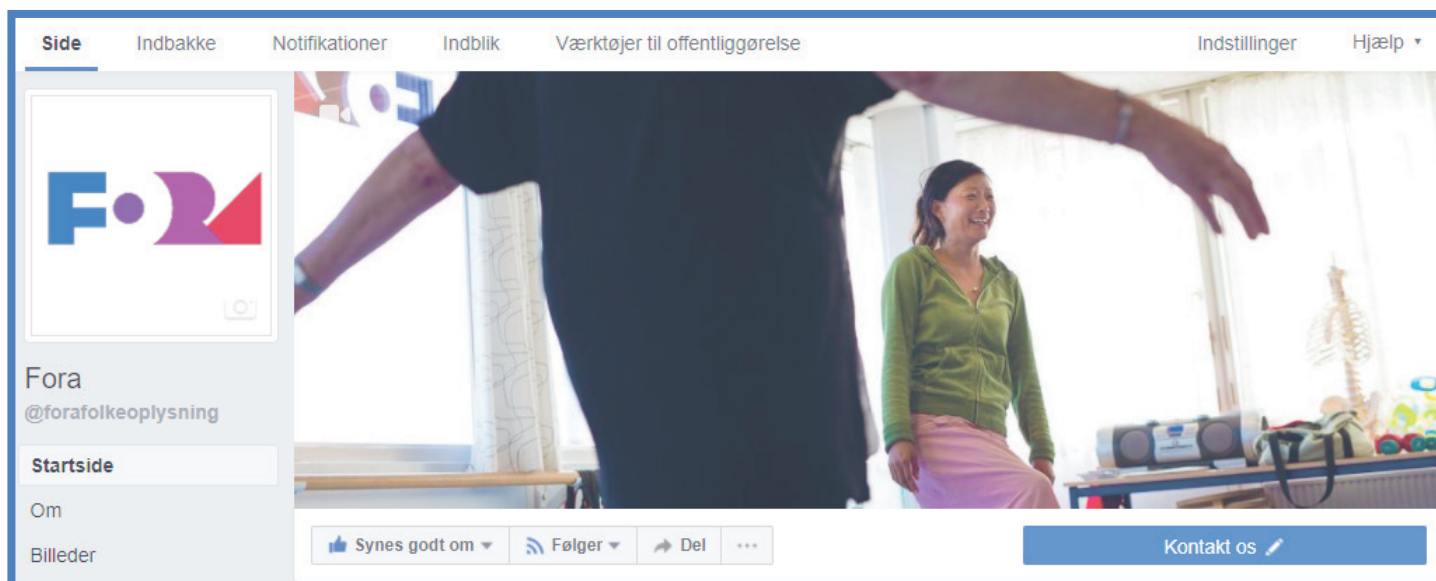 Side Indbakke Notifikationer Indblik Værktøjer til offentliggørelse Indstillinger Hjælp
FORA
Fora
@forafolkeoplysning
Startside
Om
Billeder
Synes godt om Følger Del ...
Kontakt os